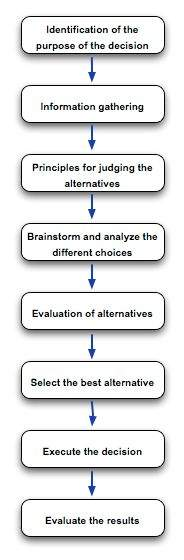 Identification of the
purpose of the decision
Information gathering
Principles for judging the
alternatives
Brainstorm and analyze the
different choices
Evaluation of alternatives
Select the best alternative
Execute the decision
Evaluate the results